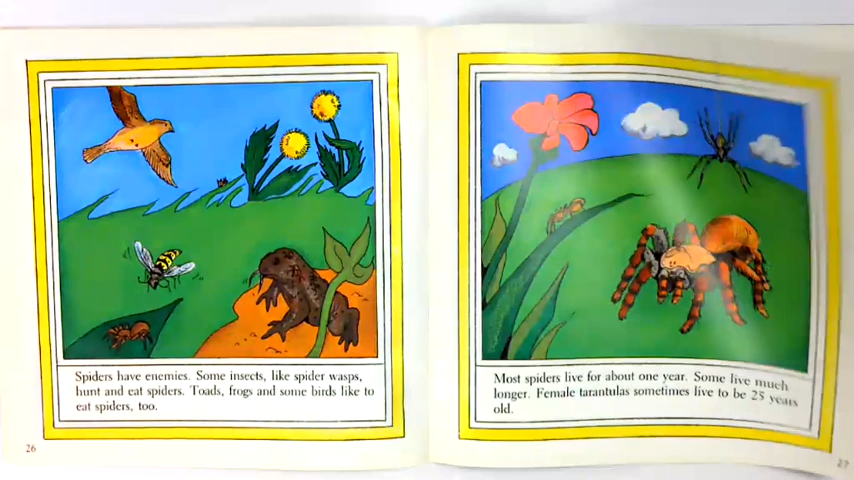 Spiders have enemies. Some insects, like spider wasps,
hunt and eat spiders. Toads, frogs and some birds like to
eat spiders, too.
26
Most spiders live for about one year. Some live much
longer. Female tarantulas sometimes live to be 25 years
old.
27